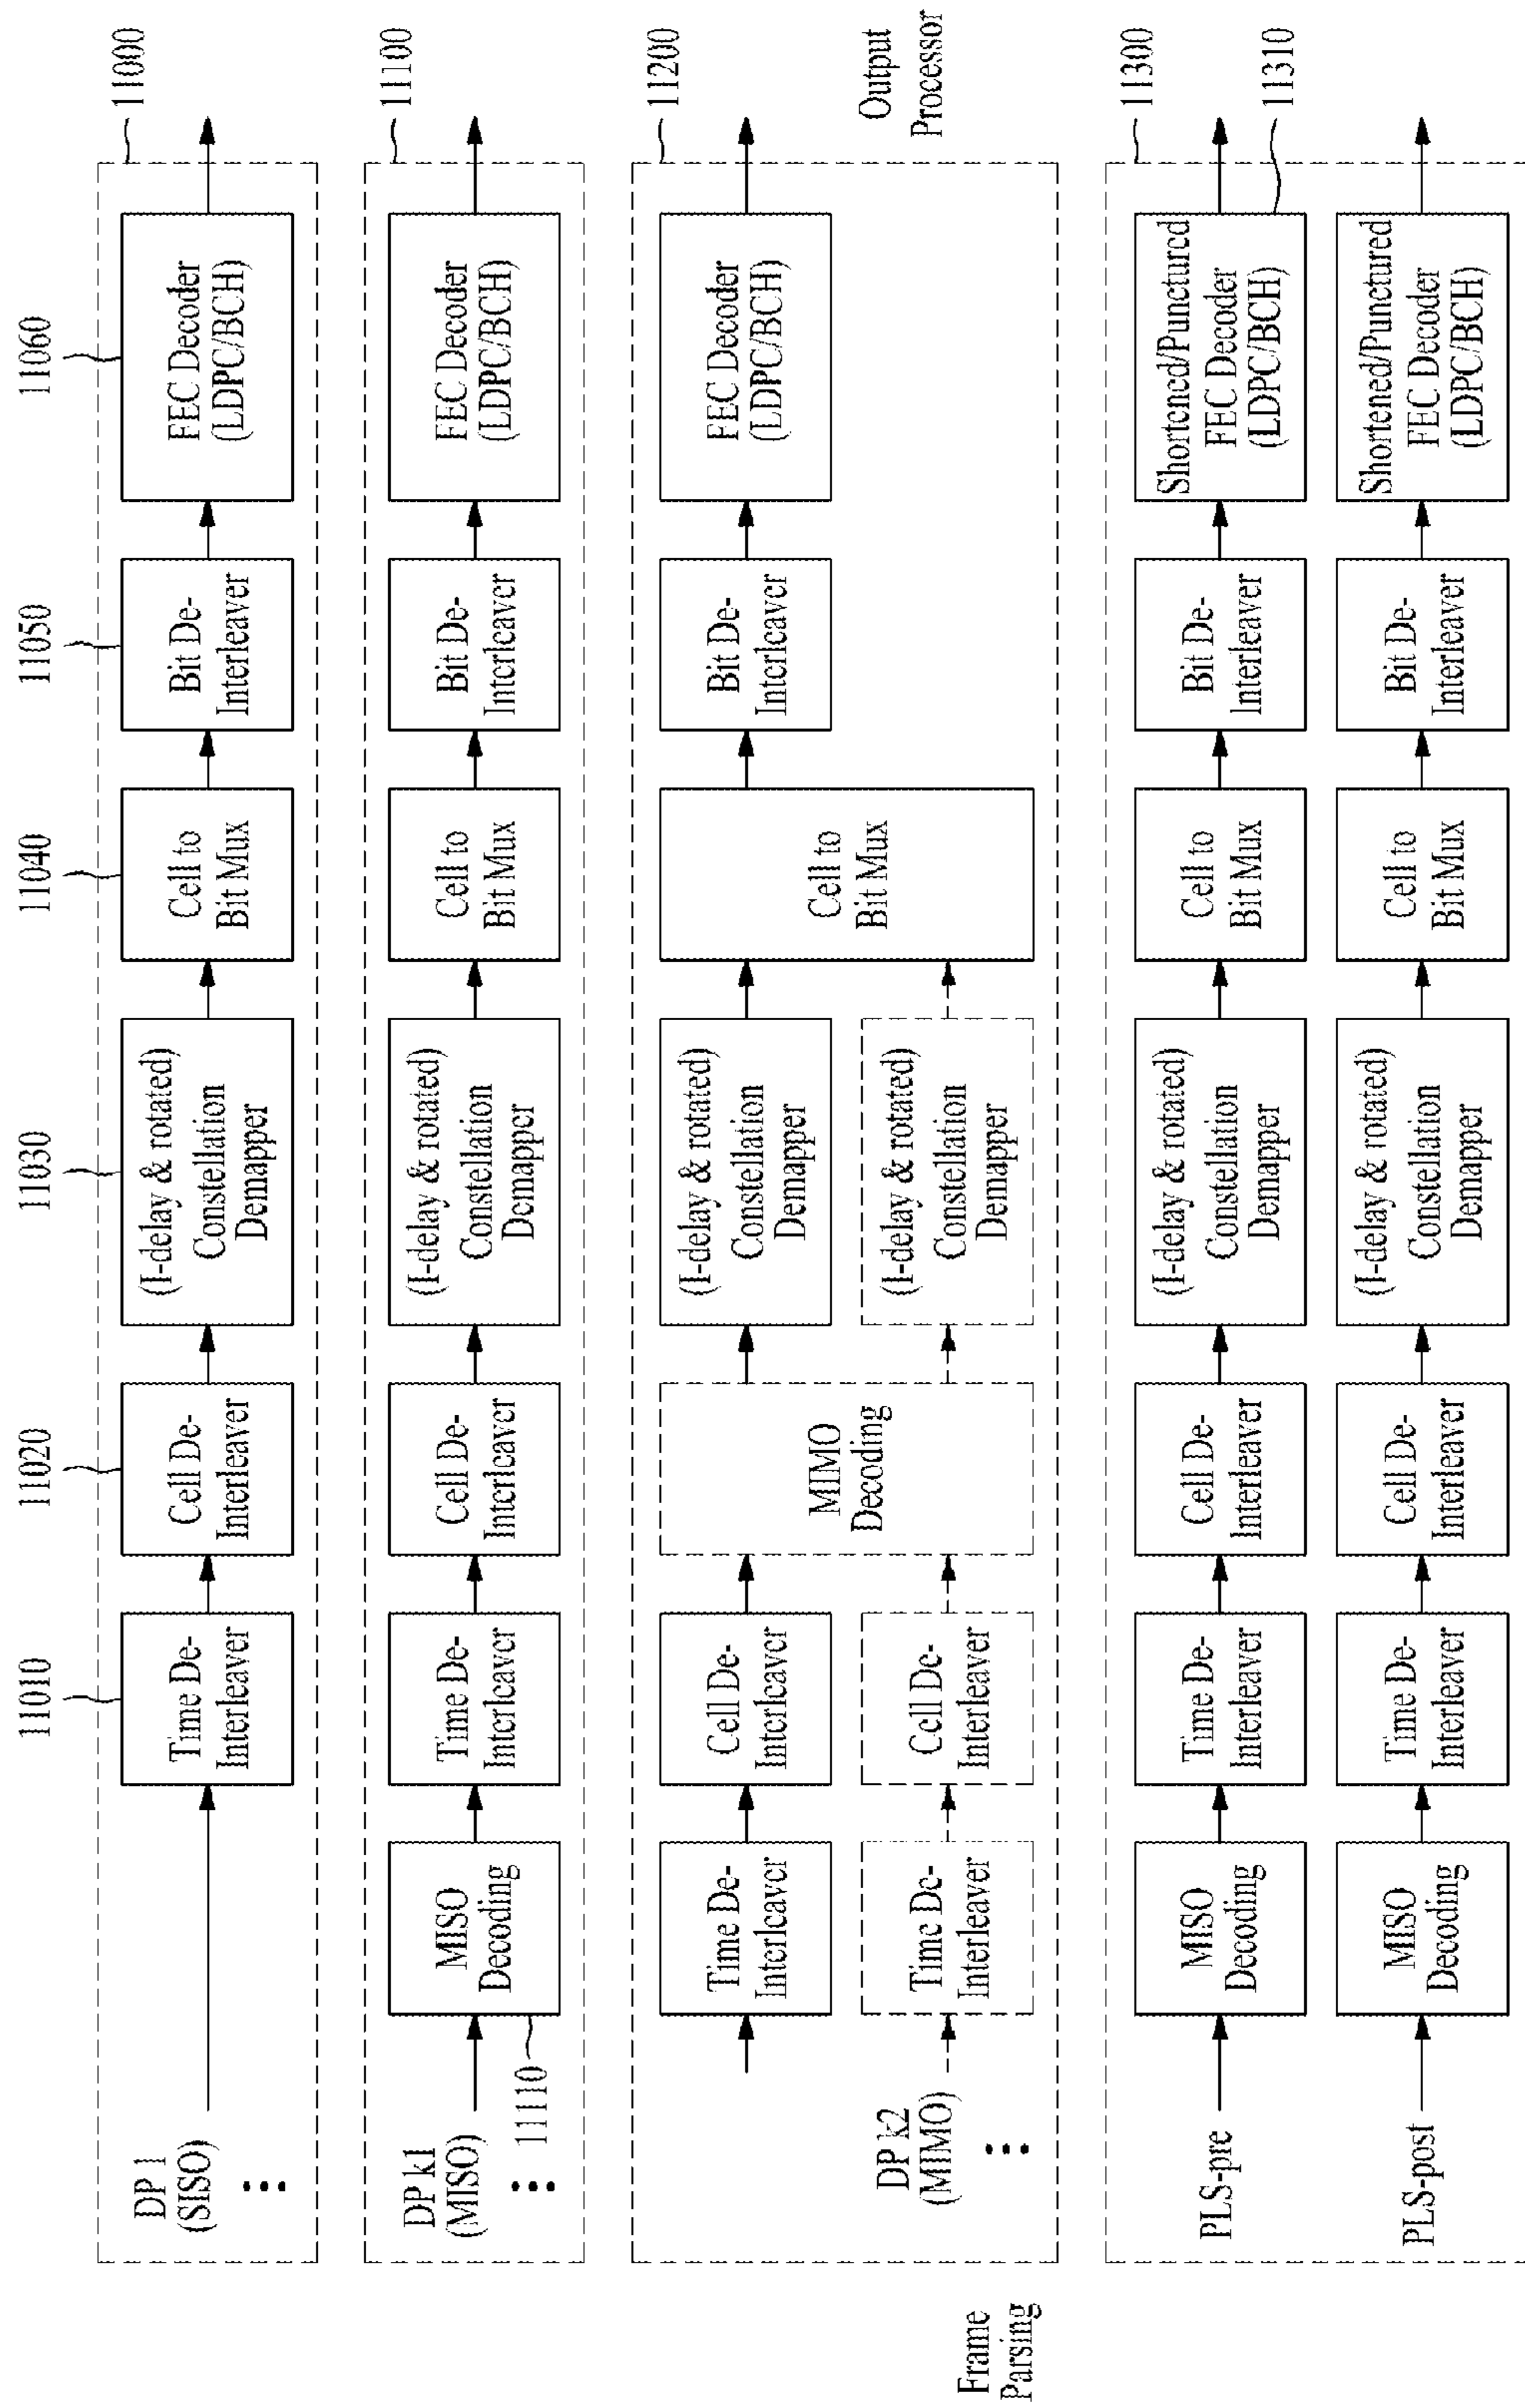 11010
11020
11030
11040
11050
11060
11000
DP 1
(SISO)
⋮
Time De-
Interleaver
Cell De-
Interleaver
(I-delay & rotated)
Constellation
Demapper
Cell to
Bit Mux
Bit De-
Interleaver
FEC Decoder
(LDPC/BCH)
11100
DP k1
(MISO)
⋮
11110
MISO
Decoding
Time De-
Interleaver
Cell De-
Interleaver
(I-delay & rotated)
Constellation
Demapper
Cell to
Bit Mux
Bit De-
Interleaver
FEC Decoder
(LDPC/BCH)
11200
Time De-
Interleaver
Cell De-
Interleaver
MIMO
Decoding
(I-delay & rotated)
Constellation
Demapper
Cell to
Bit Mux
Bit De-
Interleaver
FEC Decoder
(LDPC/BCH)
DP k2
(MIMO)
⋮
Time De-
Interleaver
Cell De-
Interleaver
(I-delay & rotated)
Constellation
Demapper
Frame
Parsing
Output
Processor
11300
11310
PLS-pre
MISO
Decoding
Time De-
Interleaver
Cell De-
Interleaver
(I-delay & rotated)
Constellation
Demapper
Cell to
Bit Mux
Bit De-
Interleaver
Shortened/Punctured
FEC Decoder
(LDPC/BCH)
PLS-post
MISO
Decoding
Time De-
Interleaver
Cell De-
Interleaver
(I-delay & rotated)
Constellation
Demapper
Cell to
Bit Mux
Bit De-
Interleaver
Shortened/Punctured
FEC Decoder
(LDPC/BCH)